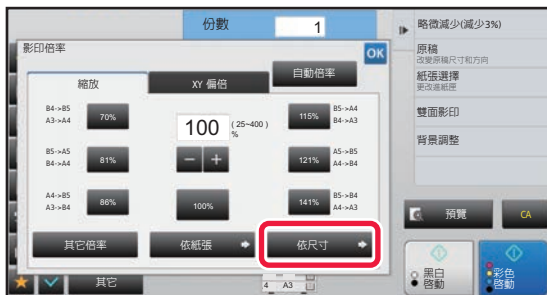 份數 1
影印倍率
OK
縮放
XY 偏倍
自動倍率
B4->B5
A3->A4
70%
B5->A5
B4->A4
81%
A4->B5
A3->B4
86%
100 (25~400)
%
100%
115%
B5->A4
B4->A3
121%
A5->B5
A4->B4
141%
B5->B4
A4->A3
其它倍率
依紙張
依尺寸
其它
4 A3
略微減少(減少3%)
原稿
改變原稿尺寸和方向
紙張選擇
更改進紙匣
雙面影印
背景調整
預覽
CA
黑白
啓動
彩色
啓動